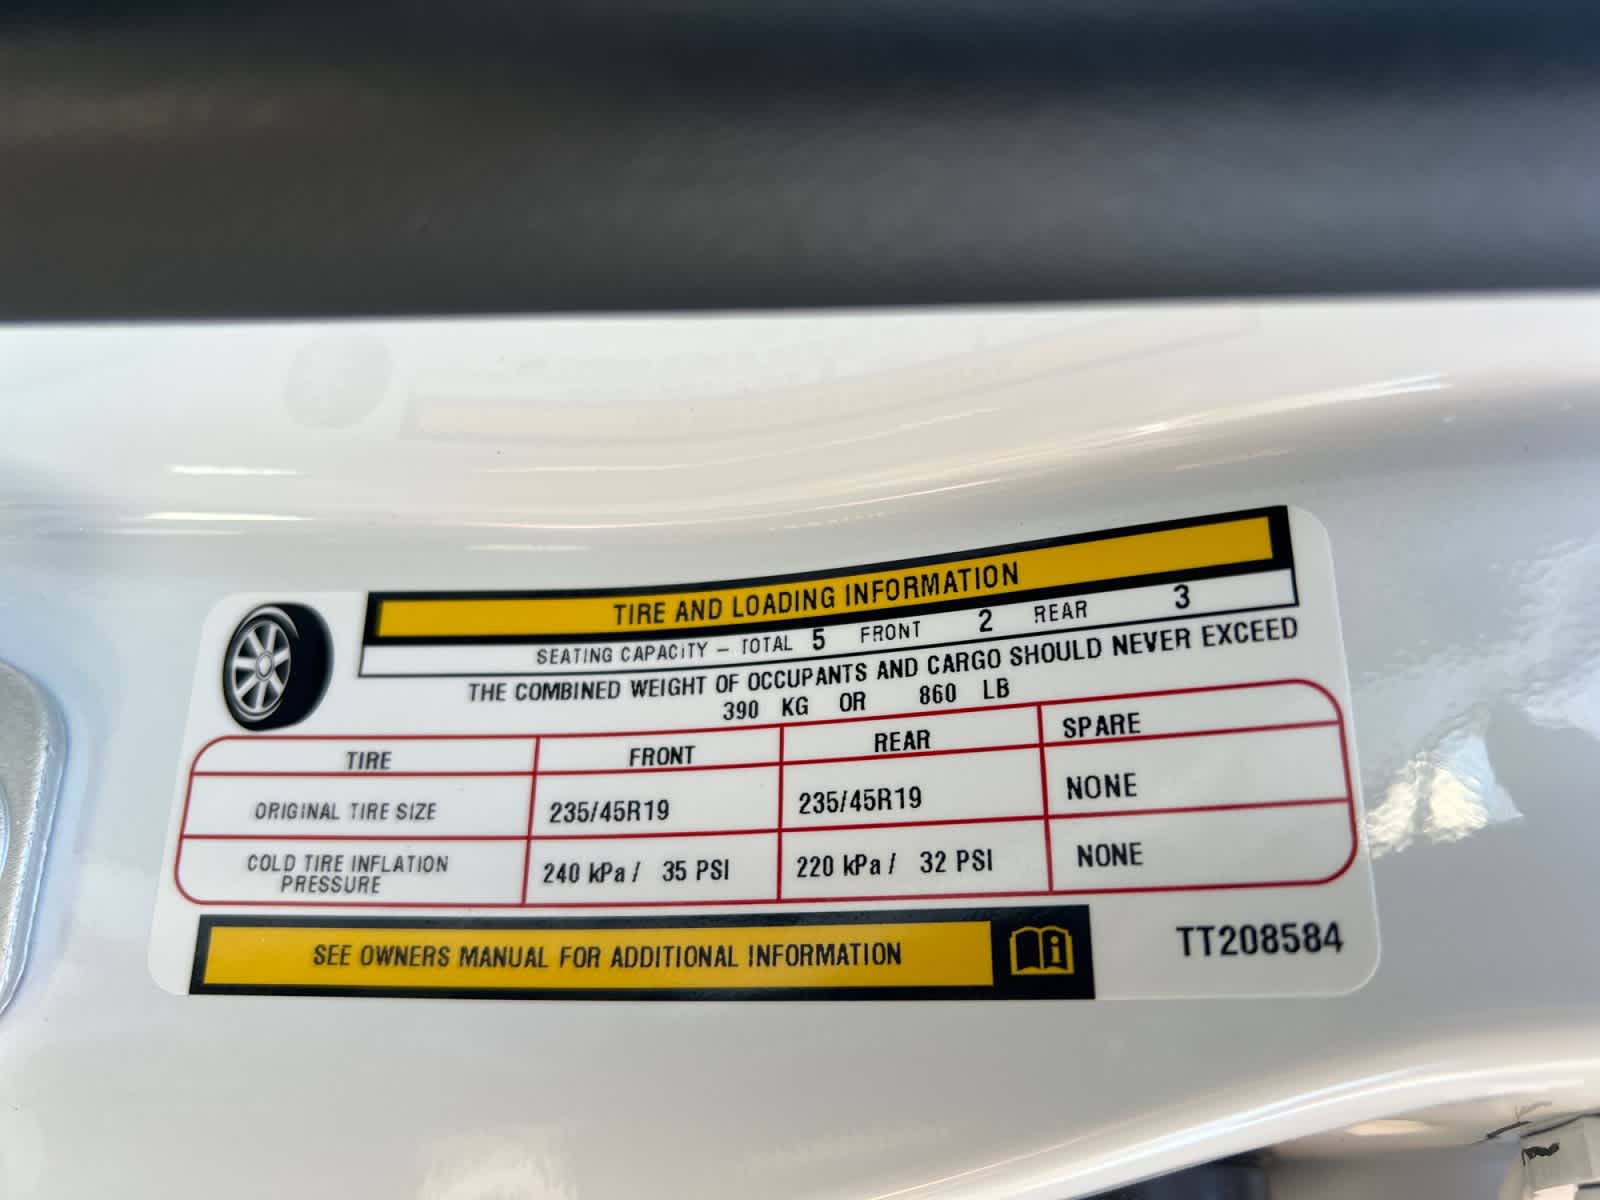 TIRE AND LOADING INFORMATION
SEATING CAPACITY – TOTAL 5 FRONT 2 REAR 3
THE COMBINED WEIGHT OF OCCUPANTS AND CARGO SHOULD NEVER EXCEED
390 KG OR 860 LB
TIRE FRONT REAR SPARE
ORIGINAL TIRE SIZE 235/45R19 235/45R19 NONE
COLD TIRE INFLATION PRESSURE 240 kPa / 35 PSI 220 kPa / 32 PSI NONE
SEE OWNERS MANUAL FOR ADDITIONAL INFORMATION
TT208584